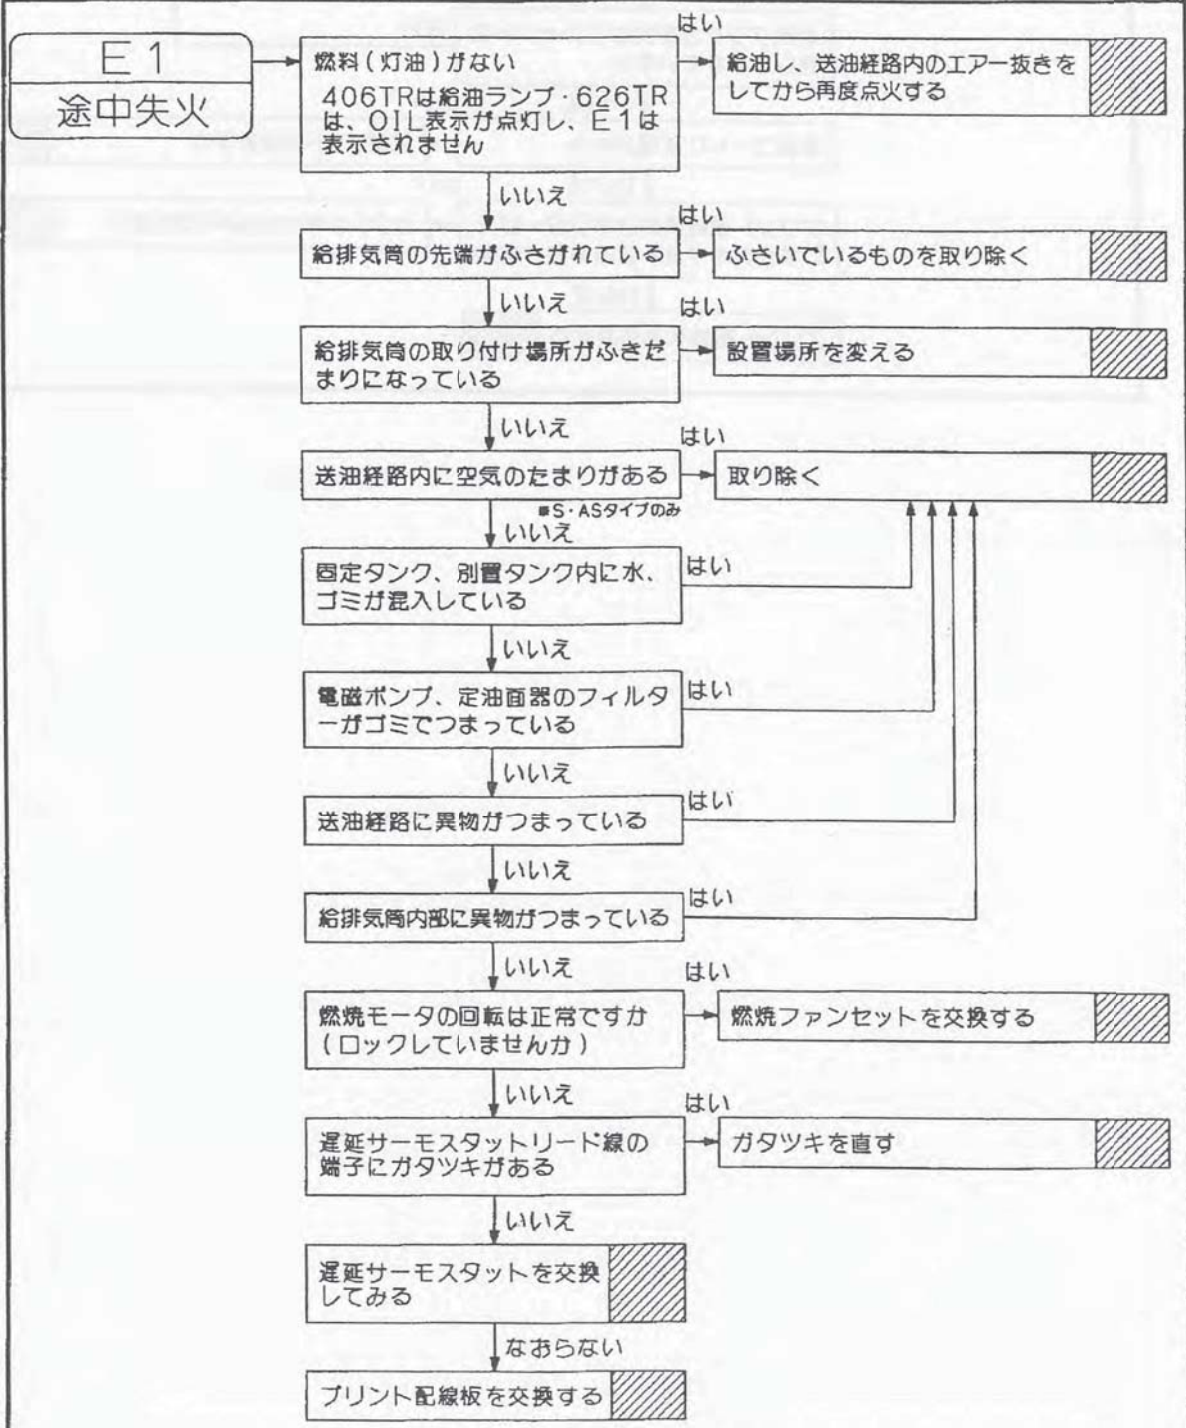 E1
途中失火
燃料(灯油)がない
406TRは給油ランプ・626TR
は、OIL表示が点灯し、E1は
表示されません
はい
給油し、送油経路内のエアー抜きを
してから再度点火する
いいえ
給排気筒の先端がふさがれている
はい
ふさいでいるものを取り除く
いいえ
給排気筒の取り付け場所がふきだ
まりになっている
はい
設置場所を変える
いいえ
送油経路内に空気のたまりがある
はい
取り除く
S・ASタイプのみ
いいえ
固定タンク、別置タンク内に水、
ゴミが混入している
はい
いいえ
電磁ポンプ、定油面器のフィルタ
ーがゴミでつまっている
はい
いいえ
送油経路に異物がつまっている
はい
いいえ
給排気筒内部に異物がつまっている
はい
いいえ
燃焼モータの回転は正常ですか
(ロックしていませんか)
はい
燃焼ファンセットを交換する
いいえ
遅延サーモスタットリード線の
端子にガタツキがある
はい
ガタツキを直す
いいえ
遅延サーモスタットを交換
してみる
なおらない
プリント配線板を交換する